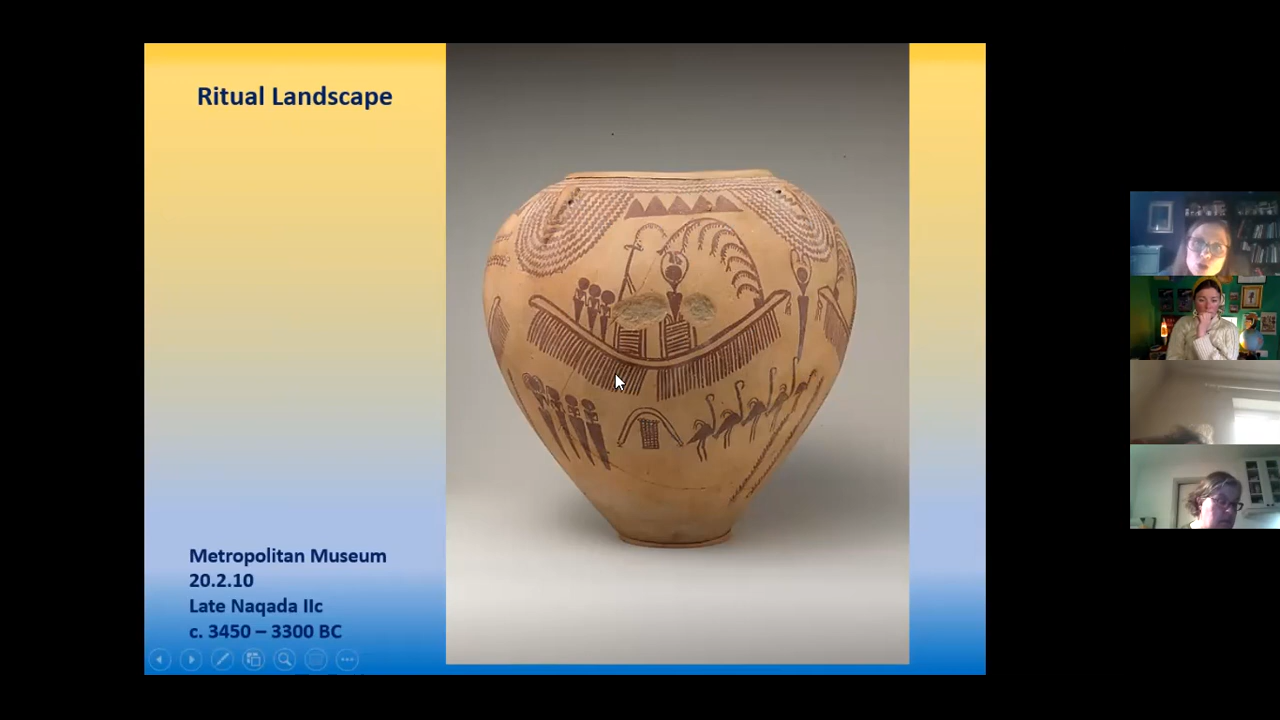 Ritual Landscape
Metropolitan Museum
20.2.10
Late Naqada IIc
c. 3450 – 3300 BC